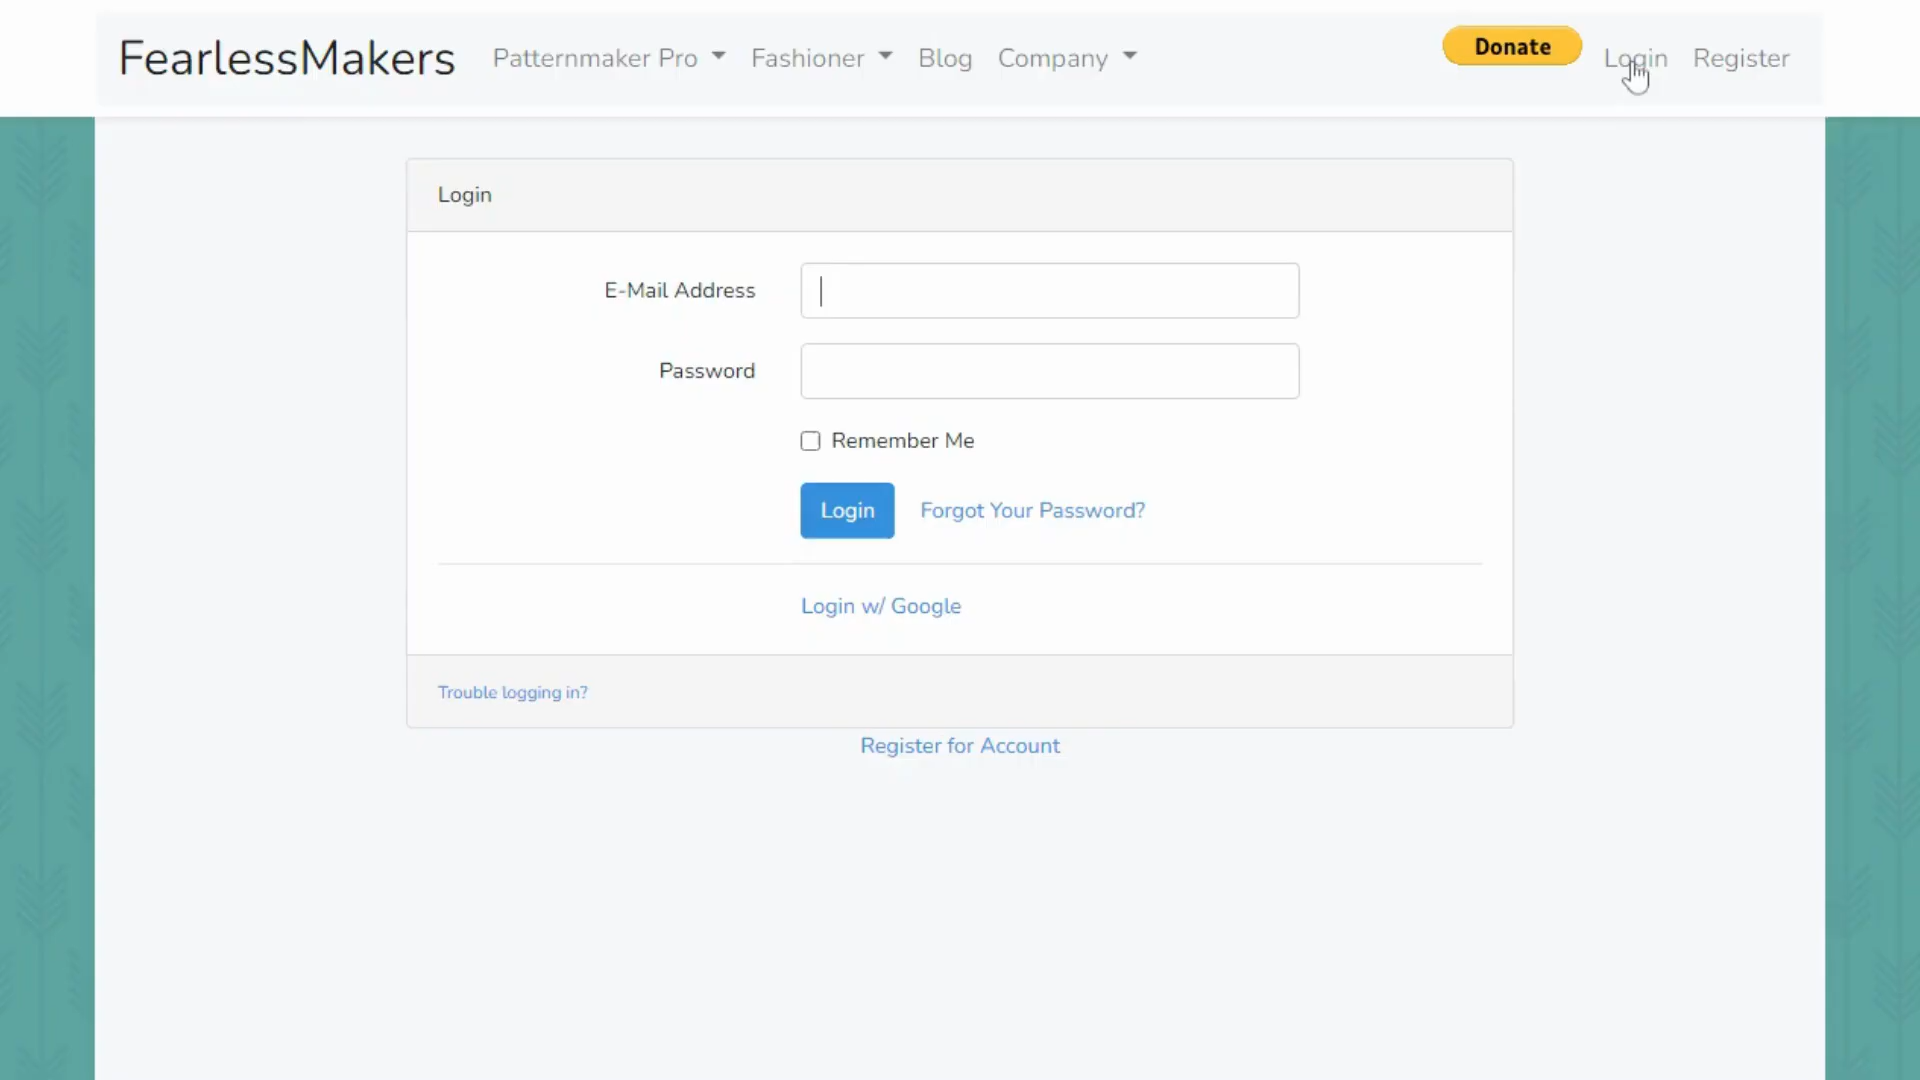 FearlessMakers Patternmaker Pro Fashioner Blog Company Donate Login Register
Login
E-Mail Address
Password
Remember Me
Login Forgot Your Password?
Login w/ Google
Trouble logging in?
Register for Account